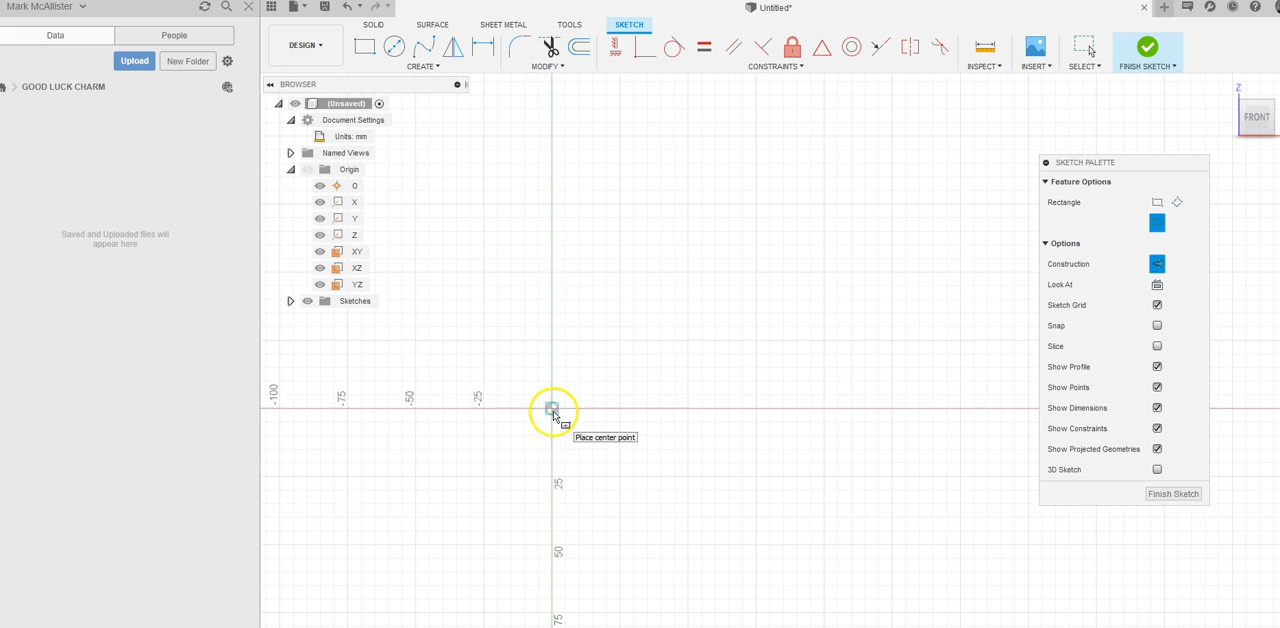 Mark McAllister
Untitled*
Data
People
SOLID
SURFACE
SHEET METAL
TOOLS
SKETCH
DESIGN
CREATE
MODIFY
CONSTRAINTS
INSPECT
INSERT
SELECT
FINISH SKETCH
Upload
New Folder
GOOD LUCK CHARM
BROWSER
(Unsaved)
Document Settings
Units: mm
Named Views
Origin
O
X
Y
Z
XY
XZ
YZ
Sketches
Saved and Uploaded files will
appear here
Z
FRONT
SKETCH PALETTE
Feature Options
Rectangle
Options
Construction
Look At
Sketch Grid
Snap
Slice
Show Profile
Show Points
Show Dimensions
Show Constraints
Show Projected Geometries
3D Sketch
Finish Sketch
-100
-75
-50
-25
Place center point
25
50
75